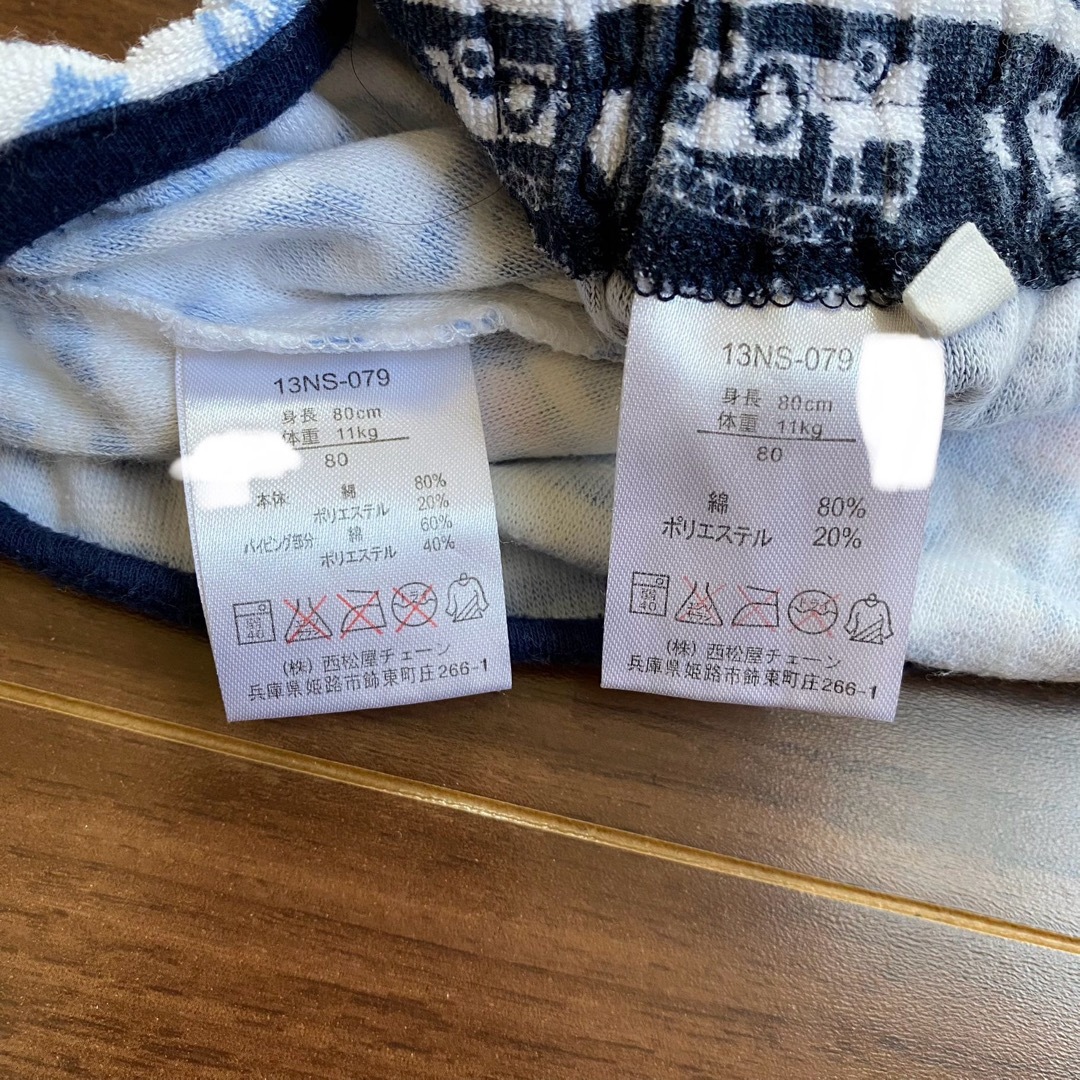 13NS-079
身長 80cm
体重 11kg
80
本体 綿 80%
ポリエステル 20%
パイピング部分 綿 60%
ポリエステル 40%
弱
40
(株) 西松屋チェーン
兵庫県姫路市飾東町庄266-1
13NS-079
身長 80cm
体重 11kg
80
綿 80%
ポリエステル 20%
弱
40
(株) 西松屋チェーン
兵庫県姫路市飾東町庄266-1